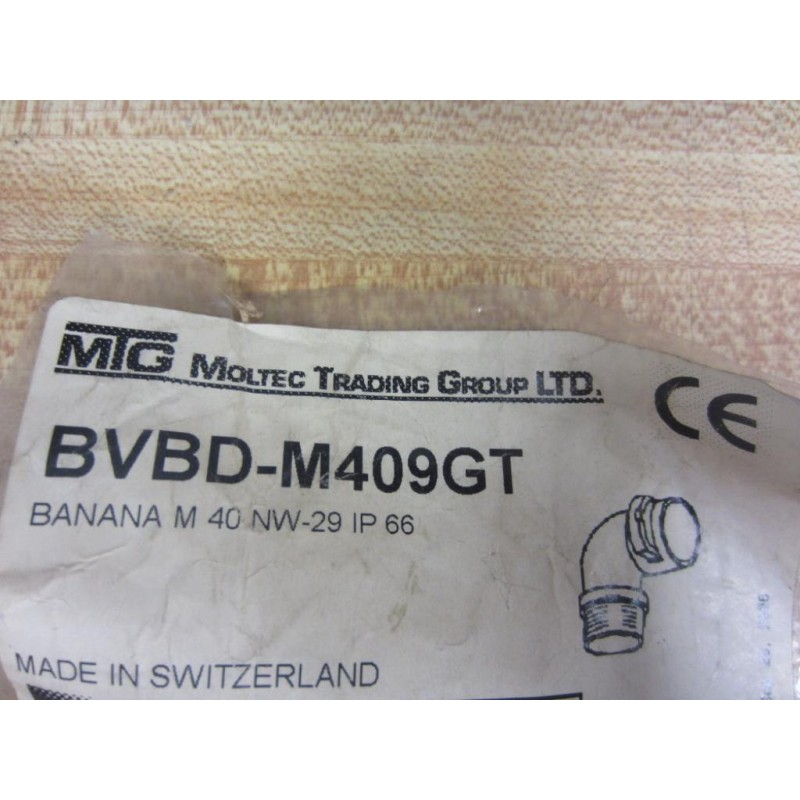 MTG MOLTEC TRADING GROUP LTD.
CE
BVBD-M409GT
BANANA M 40 NW-29 IP 66
MADE IN SWITZERLAND